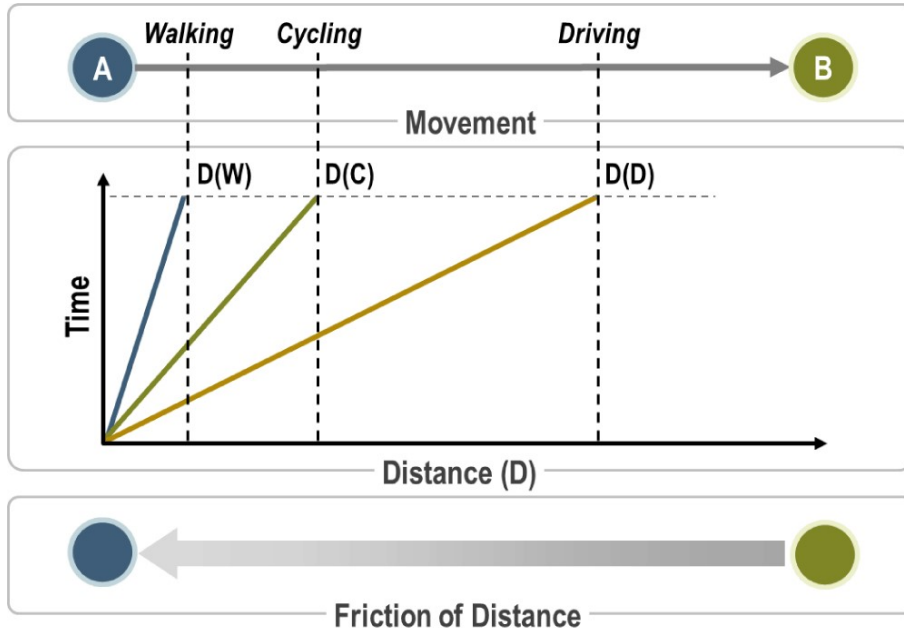 Walking Cycling Driving
A B
Movement
D(W) D(C) D(D)
Time
Distance (D)
Friction of Distance